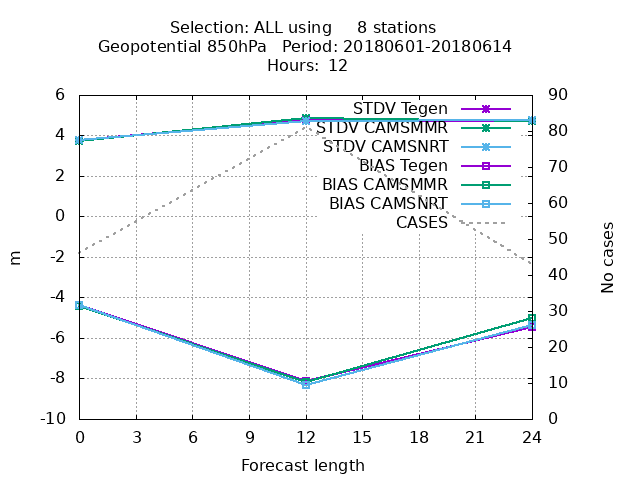 Selection: ALL using     8 stations
Geopotential 850hPa   Period: 20180601-20180614
Hours:  12
6
4
2
0
-2
-4
-6
-8
-10
m
STDV Tegen
STDV CAMSMMR
STDV CAMSNRT
BIAS Tegen
BIAS CAMSMMR
BIAS CAMSNRT
CASES
90
80
70
60
50
40
30
20
10
0
No cases
0 3 6 9 12 15 18 21 24
Forecast length